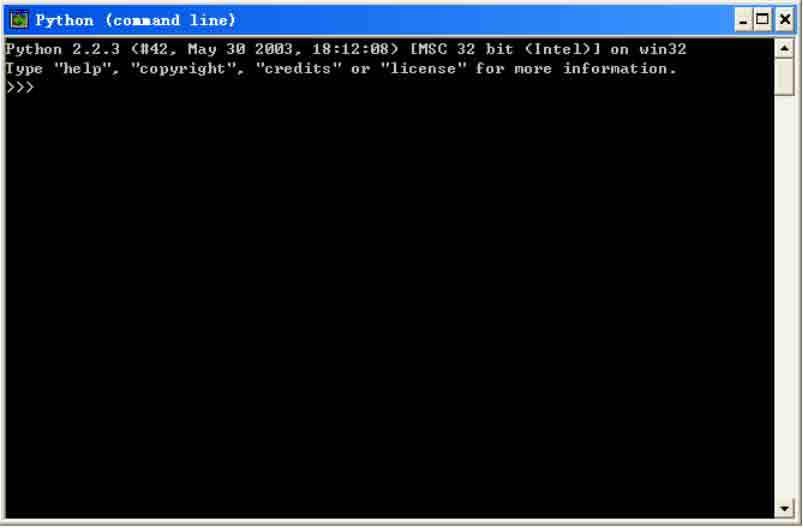 Python (command line)
Python 2.2.3 (#42, May 30 2003, 18:12:08) [MSC 32 bit (Intel)] on win32
Type "help", "copyright", "credits" or "license" for more information.
>>>